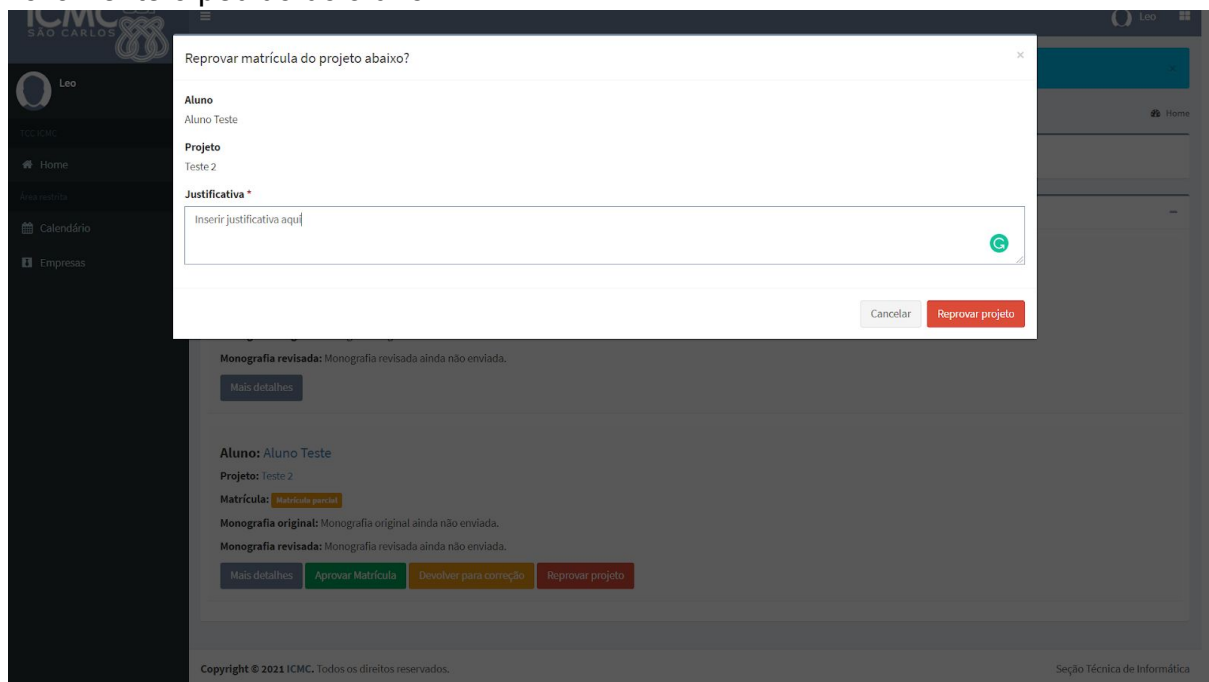 ICMC
SÃO CARLOS
Leo
Leo
Reprovar matrícula do projeto abaixo?
×
Aluno
Aluno Teste
Projeto
Teste 2
Justificativa *
Inserir justificativa aqui
Cancelar
Reprovar projeto
TCC ICMC
Home
Home
Área restrita
Calendário
Empresas
Monografia revisada: Monografia revisada ainda não enviada.
Mais detalhes
Aluno: Aluno Teste
Projeto: Teste 2
Matrícula: Matrícula parcial
Monografia original: Monografia original ainda não enviada.
Monografia revisada: Monografia revisada ainda não enviada.
Mais detalhes Aprovar Matrícula Devolver para correção Reprovar projeto
Copyright © 2021 ICMC. Todos os direitos reservados.
Seção Técnica de Informática